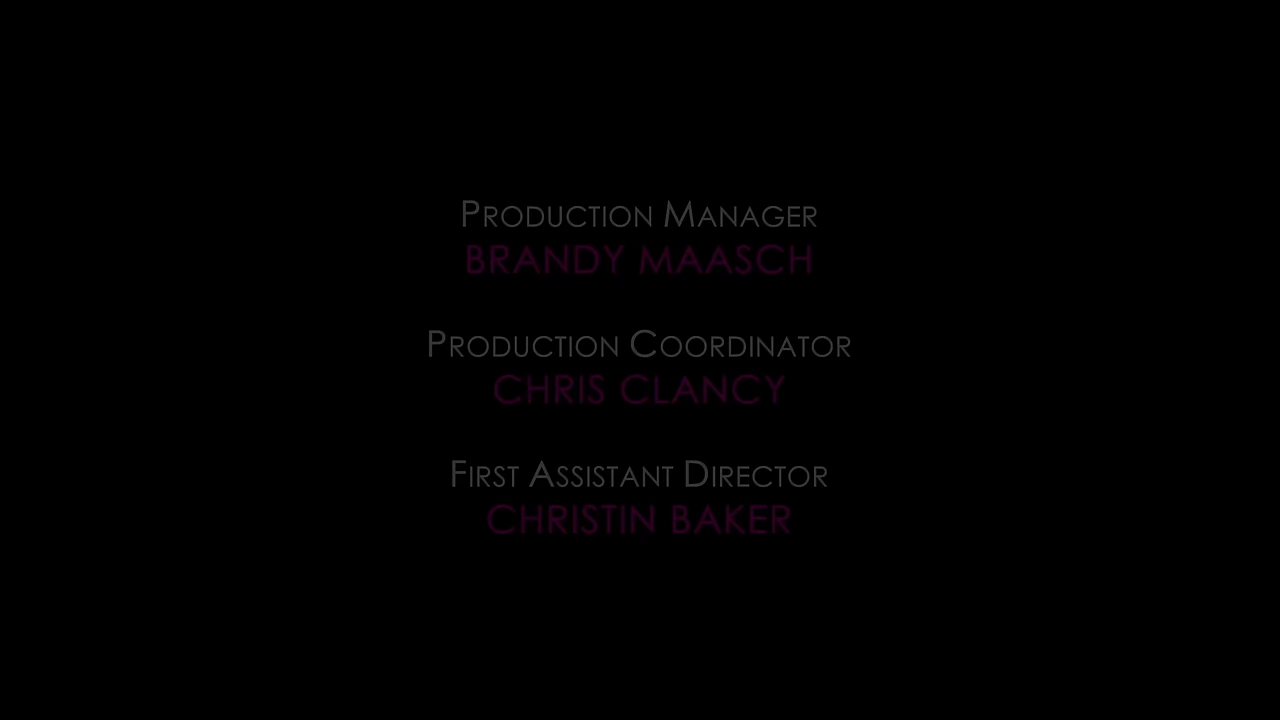 Production Manager
BRANDY MAASCH
Production Coordinator
CHRIS CLANCY
First Assistant Director
CHRISTIN BAKER